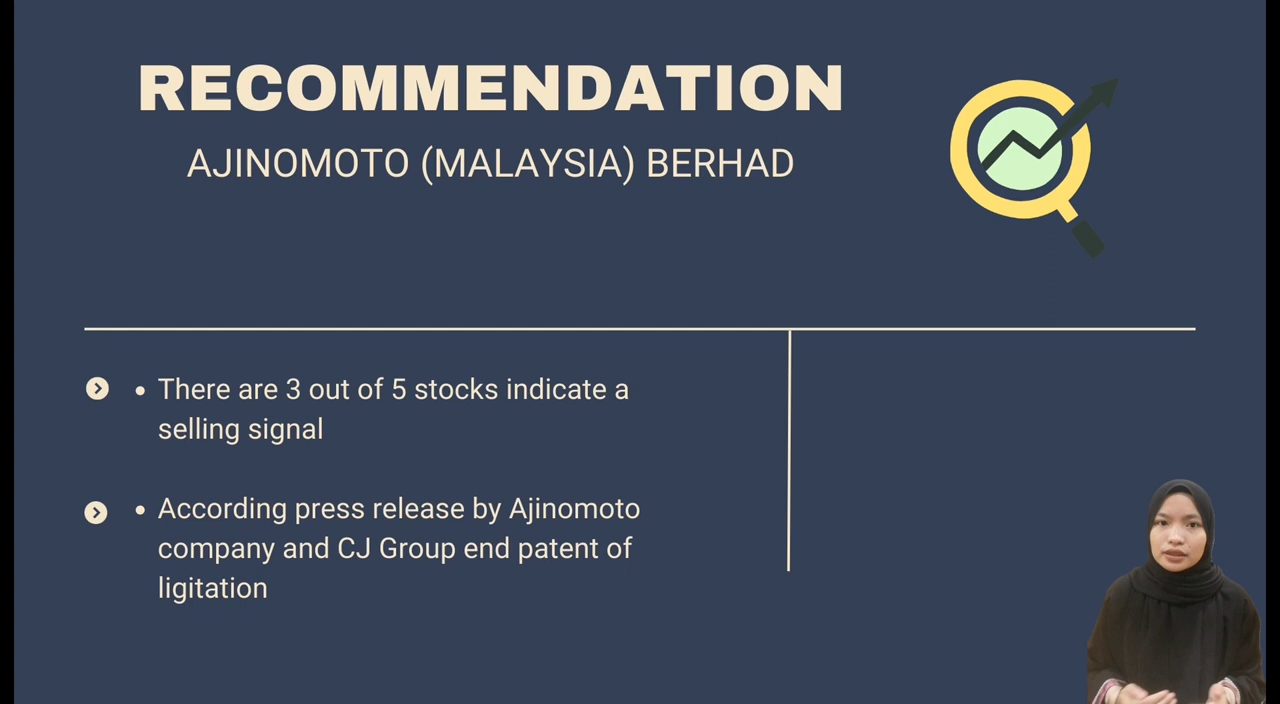 RECOMMENDATION
AJINOMOTO (MALAYSIA) BERHAD
• There are 3 out of 5 stocks indicate a
selling signal
• According press release by Ajinomoto
company and CJ Group end patent of
ligitation